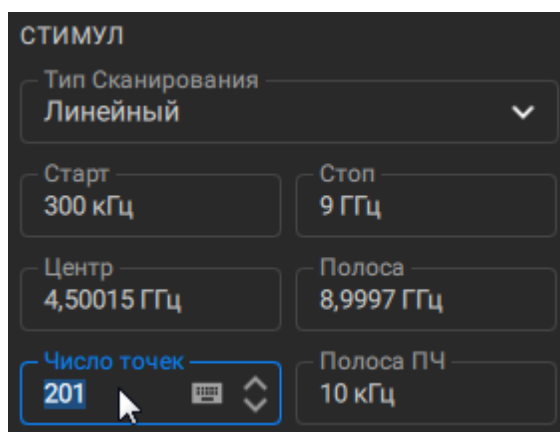 СТИМУЛ
Тип Сканирования
Линейный
Старт
300 кГц
Стоп
9 ГГц
Центр
4,50015 ГГц
Полоса
8,9997 ГГц
Число точек
201
Полоса ПЧ
10 кГц